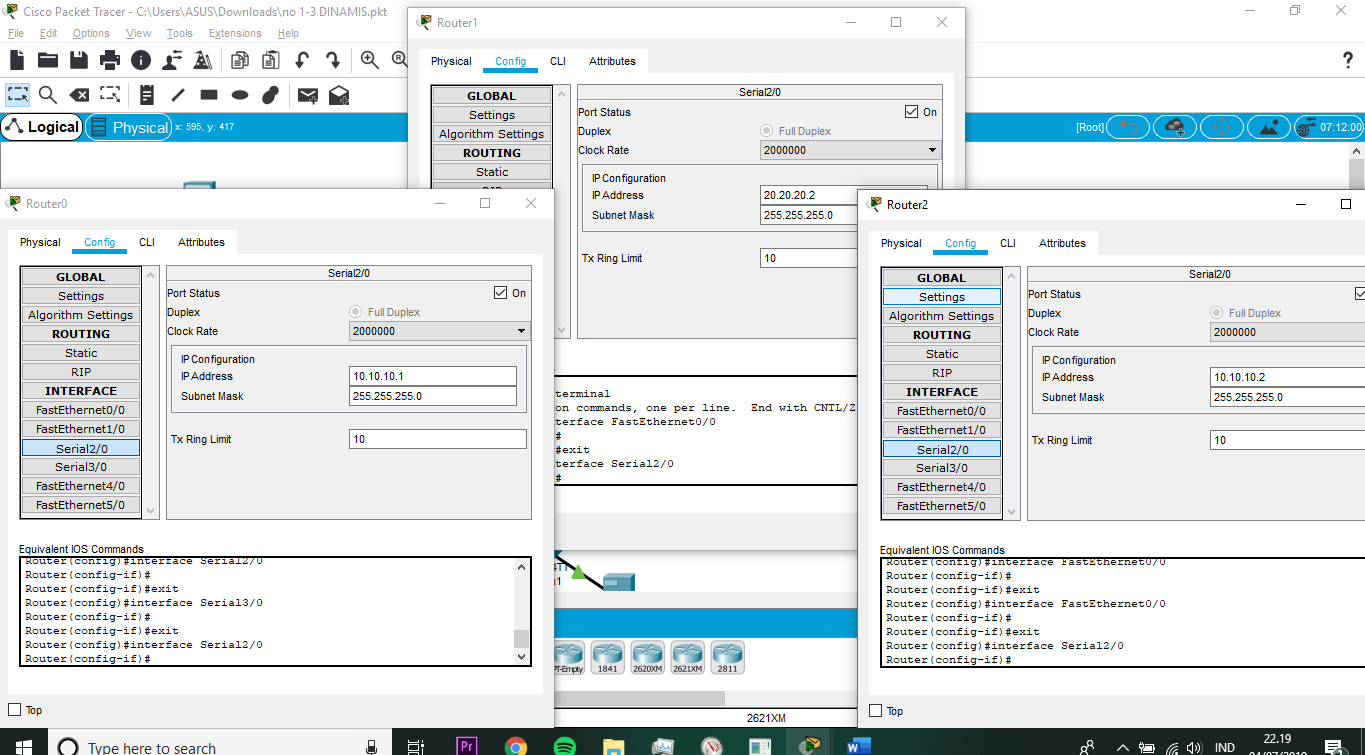 Cisco Packet Tracer - C:\Users\ASUS\Downloads\no 1-3 DINAMIS.pkt
File Edit Options View Tools Extensions Help
Logical Physical x: 595, y: 417
[Root] 07:12:00
Router1
Physical Config CLI Attributes
GLOBAL
Settings
Algorithm Settings
ROUTING
Static
Serial2/0
Port Status On
Duplex Full Duplex
Clock Rate 2000000
IP Configuration
IP Address 20.20.20.2
Subnet Mask 255.255.255.0
Tx Ring Limit 10
terminal
on commands, one per line. End with CNTL/Z
terface FastEthernet0/0
#
#exit
terface Serial2/0
#
Router0
Physical Config CLI Attributes
GLOBAL
Settings
Algorithm Settings
ROUTING
Static
RIP
INTERFACE
FastEthernet0/0
FastEthernet1/0
Serial2/0
Serial3/0
FastEthernet4/0
FastEthernet5/0
Serial2/0
Port Status On
Duplex Full Duplex
Clock Rate 2000000
IP Configuration
IP Address 10.10.10.1
Subnet Mask 255.255.255.0
Tx Ring Limit 10
Equivalent IOS Commands
Router(config)#interface Serial2/0
Router(config-if)#
Router(config-if)#exit
Router(config)#interface Serial3/0
Router(config-if)#
Router(config-if)#exit
Router(config)#interface Serial2/0
Router(config-if)#
Top
Router2
Physical Config CLI Attributes
GLOBAL
Settings
Algorithm Settings
ROUTING
Static
RIP
INTERFACE
FastEthernet0/0
FastEthernet1/0
Serial2/0
Serial3/0
FastEthernet4/0
FastEthernet5/0
Serial2/0
Port Status
Duplex Full Duplex
Clock Rate 2000000
IP Configuration
IP Address 10.10.10.2
Subnet Mask 255.255.255.0
Tx Ring Limit 10
Equivalent IOS Commands
Router(config)#interface FastEthernet0/0
Router(config-if)#
Router(config-if)#exit
Router(config)#interface FastEthernet0/0
Router(config-if)#
Router(config-if)#exit
Router(config)#interface Serial2/0
Router(config-if)#
Top
PT-Empty 1841 2620XM 2621XM 2811
2621XM
Type here to search
Pr
IND
22.19